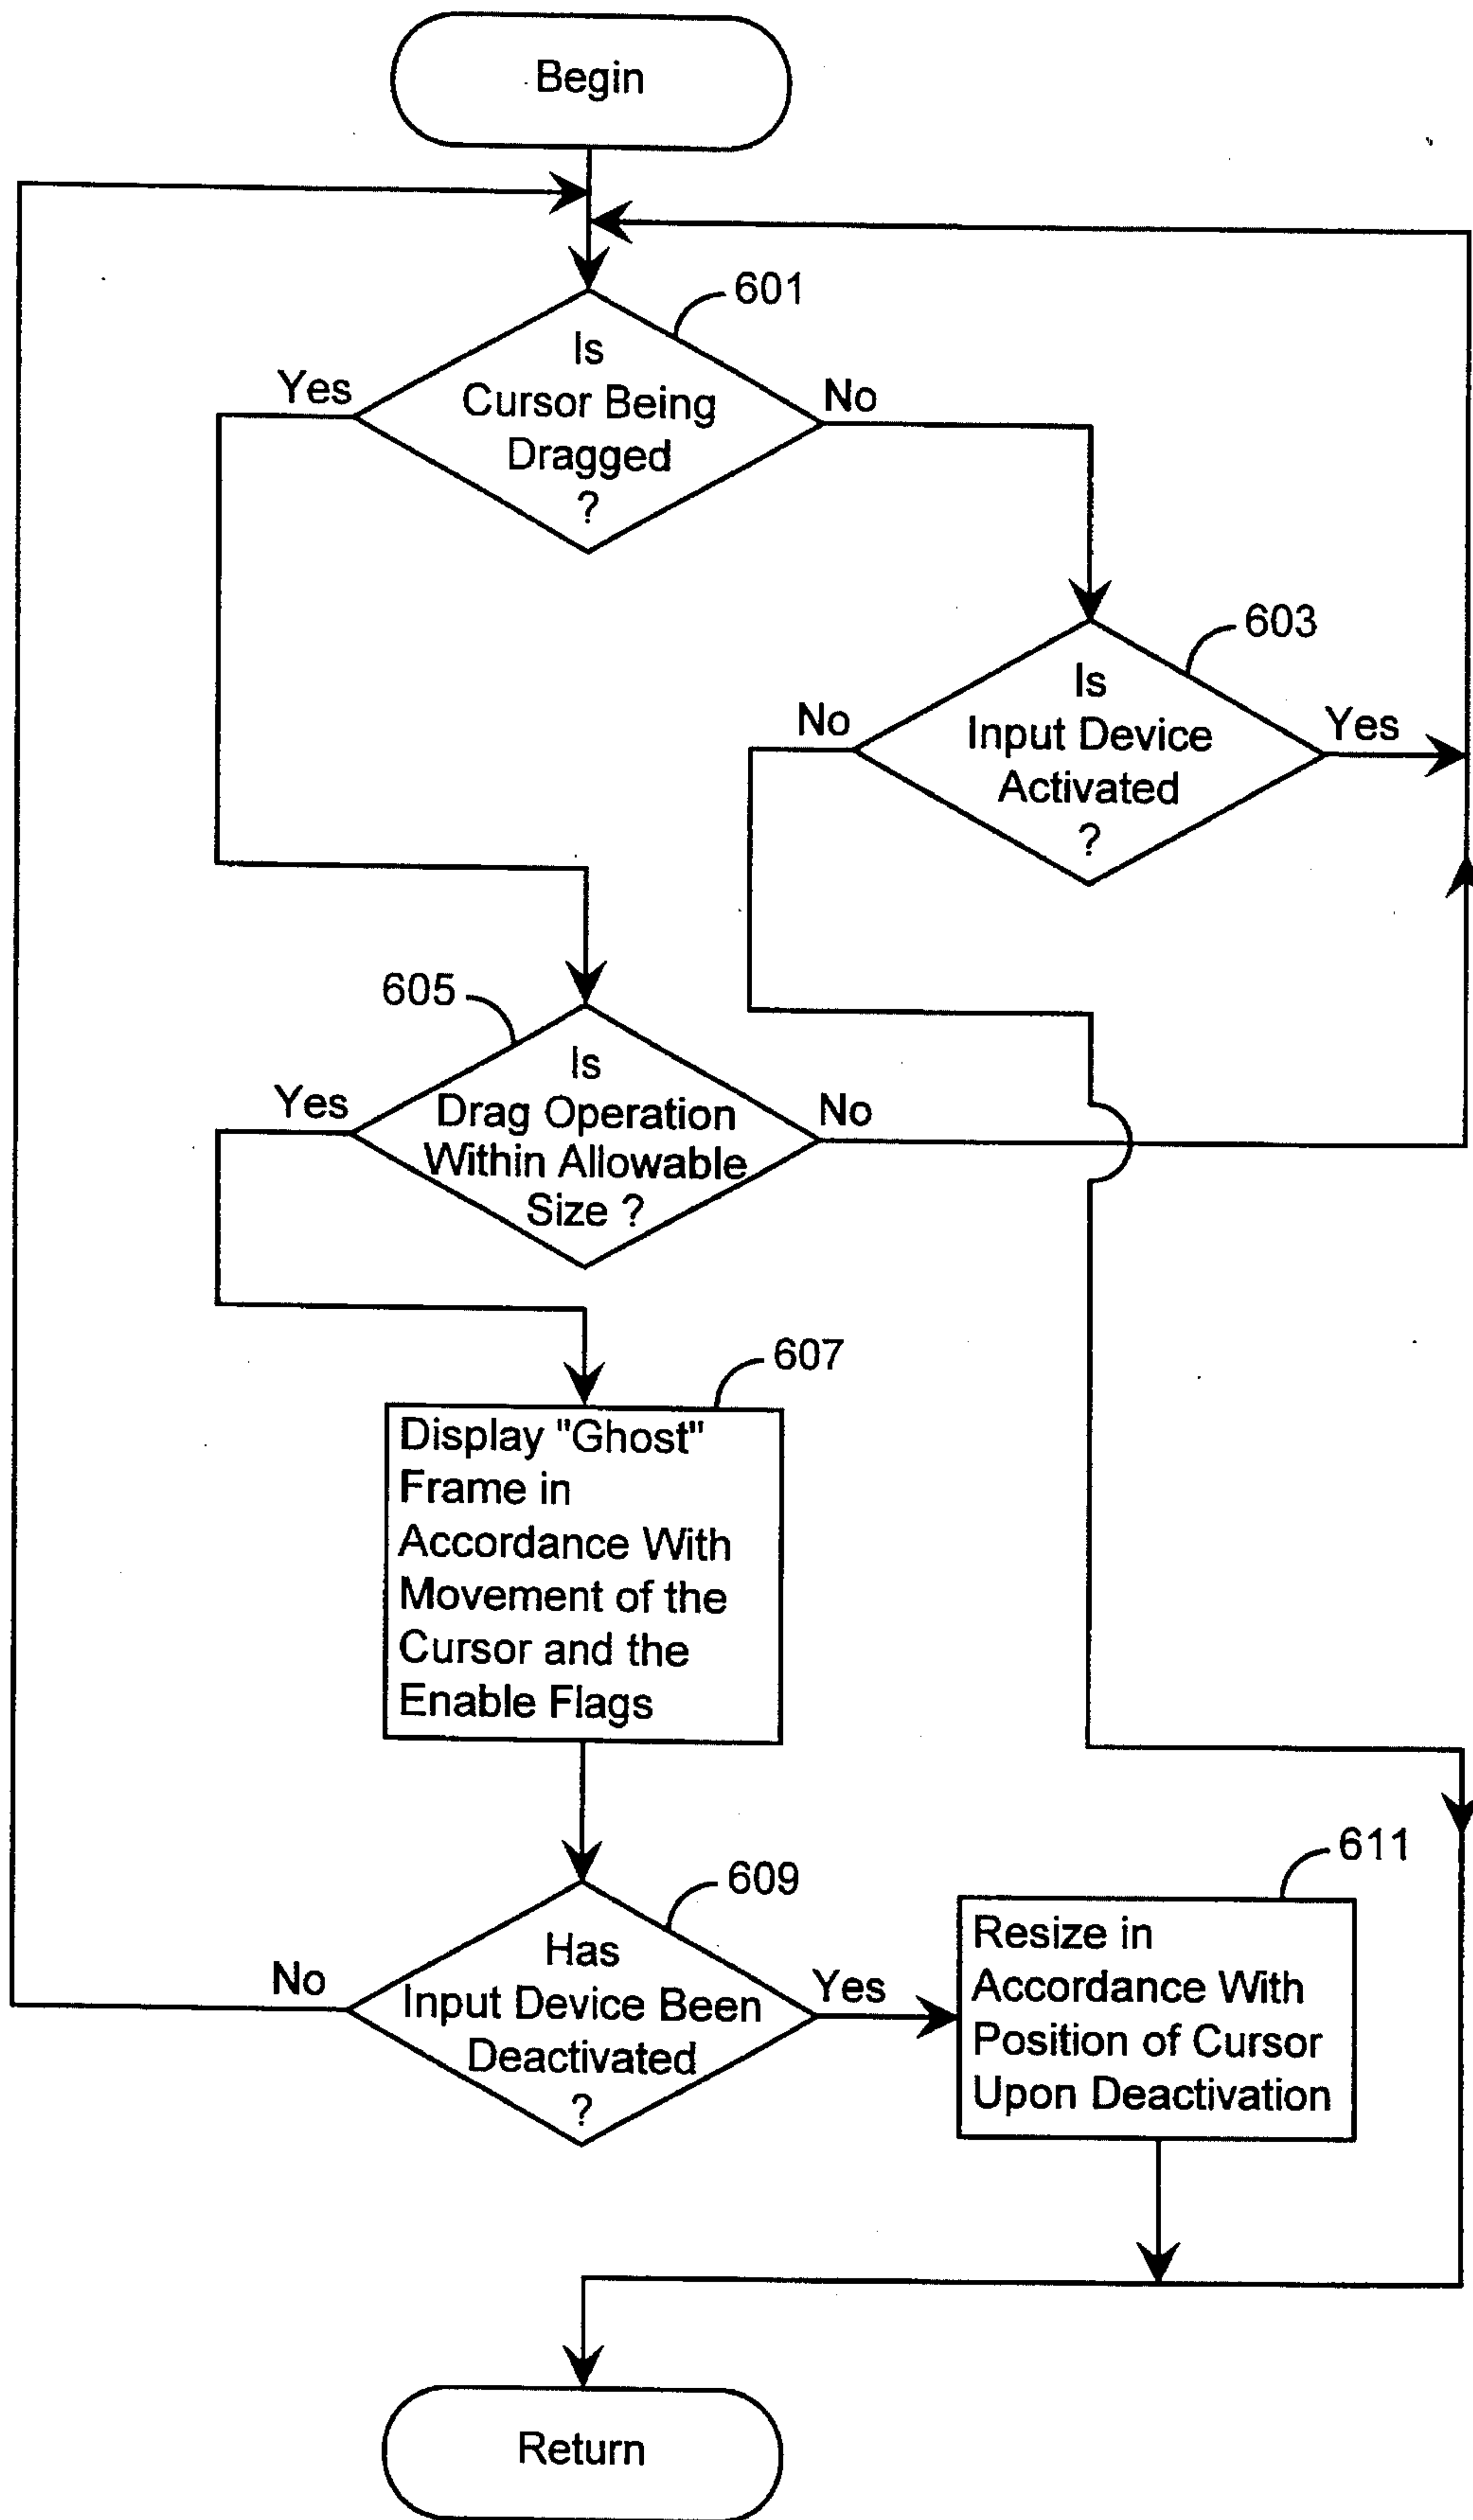 Begin
601
Is
Cursor Being
Dragged
?
Yes
No
603
Is
Input Device
Activated
?
No
Yes
605
Is
Drag Operation
Within Allowable
Size ?
Yes
No
607
Display "Ghost"
Frame in
Accordance With
Movement of the
Cursor and the
Enable Flags
609
Has
Input Device Been
Deactivated
?
No
Yes
611
Resize in
Accordance With
Position of Cursor
Upon Deactivation
Return